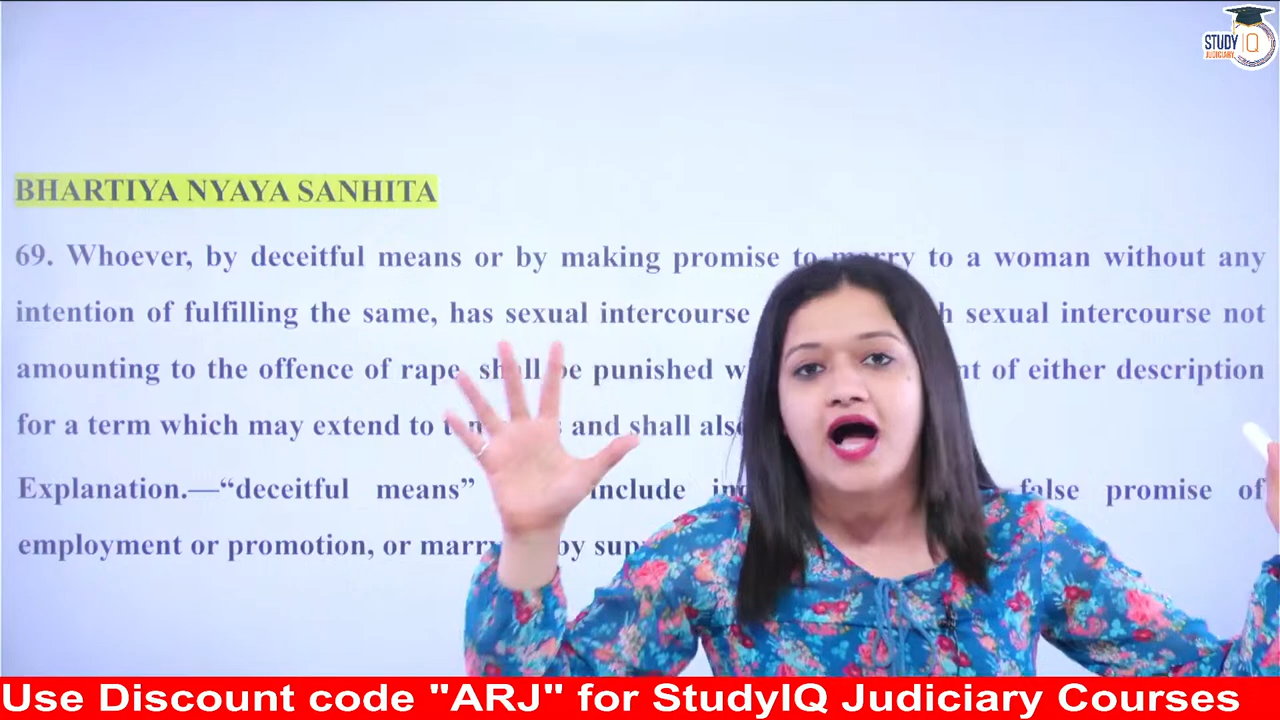 STUDY IQ
JUDICIARY
BHARTIYA NYAYA SANHITA
69. Whoever, by deceitful means or by making promise to marry to a woman without any
intention of fulfilling the same, has sexual intercourse sexual intercourse not
amounting to the offence of rape, shall be punished of either description
for a term which may extend to and shall also
Explanation.—“deceitful means” include false promise of
employment or promotion, or by
Use Discount code "ARJ" for StudyIQ Judiciary Courses